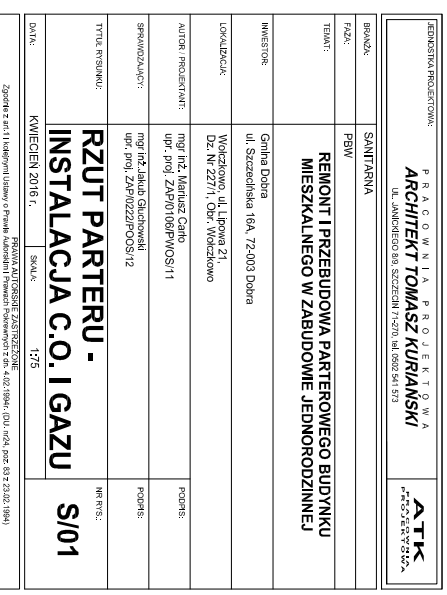 JEDNOSTKA PROJEKTOWA:
PRACOWNIA PROJEKTOWA
ARCHITEKT TOMASZ KURIAŃSKI
UL. JANICKIEGO 8/9, SZCZECIN 71-270, tel. 0502 541 573
ATK
PRACOWNIA
PROJEKTOWA
BRANŻA: SANITARNA
FAZA: PBW
TEMAT: REMONT I PRZEBUDOWA PARTEROWEGO BUDYNKU
MIESZKALNEGO W ZABUDOWIE JEDNORODZINNEJ
INWESTOR: Gmina Dobra
ul. Szczecińska 16A, 72-003 Dobra
LOKALIZACJA: Wołczkowo, ul. Lipowa 21,
Dz. Nr 227/1, Obr. Wołczkowo
AUTOR / PROJEKTANT: mgr inż. Mariusz Carło PODPIS:
upr. proj. ZAP/0106/PWOS/11
SPRAWDZAJĄCY: mgr inż.Jakub Głuchowski PODPIS:
upr. proj. ZAP/0222/POOS/12
TYTUŁ RYSUNKU: RZUT PARTERU -
INSTALACJA C.O. I GAZU
NR RYS.:
S/01
DATA: KWIECIEŃ 2016 r. SKALA: 1:75
PRAWA AUTORSKIE ZASTRZEŻONE
Zgodnie z art.1 i kolejnymi Ustawy o Prawie Autorskim i Prawach Pokrewnych z dn. 4.02.1994r. (DU. nr24, poz. 83 z 23.02.1994)